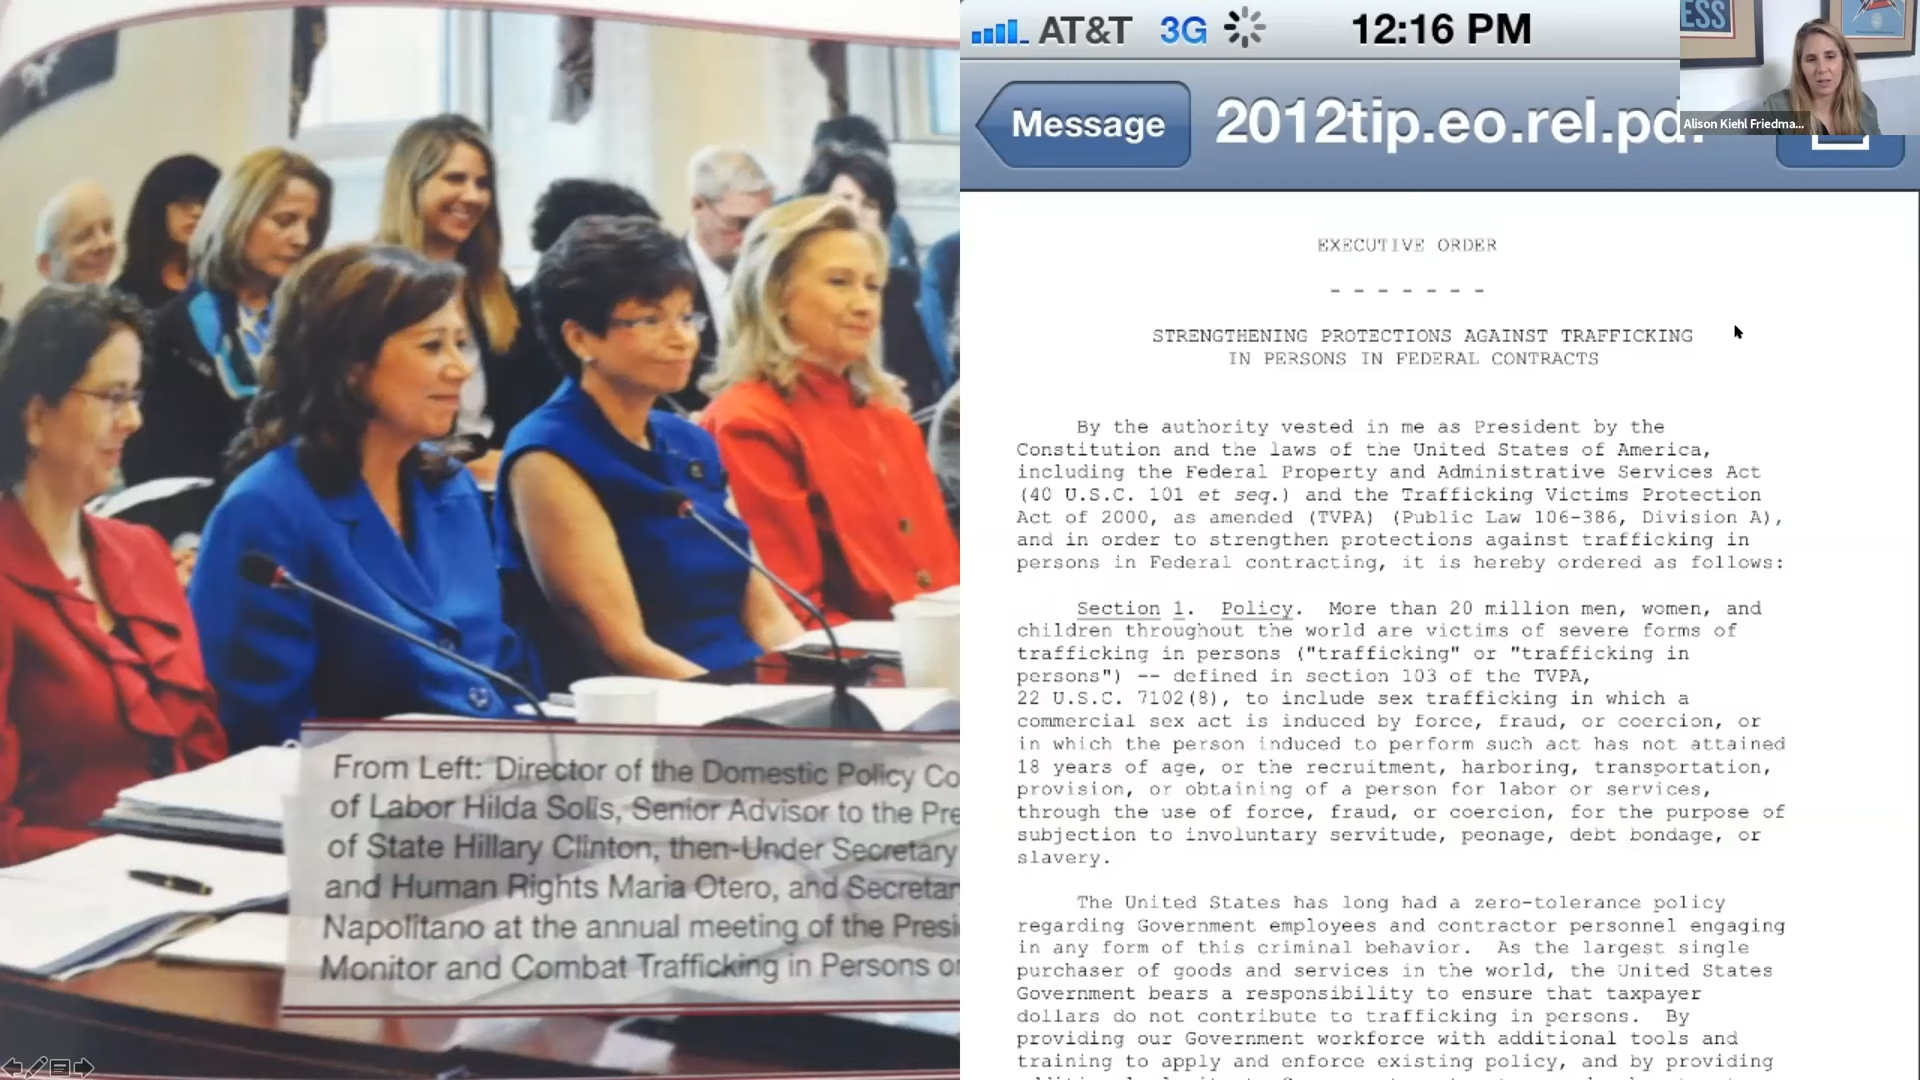 From Left: Director of the Domestic Policy Co
of Labor Hilda Solis, Senior Advisor to the Pre
of State Hillary Clinton, then-Under Secretary
and Human Rights Maria Otero, and Secretar
Napolitano at the annual meeting of the Presi
Monitor and Combat Trafficking in Persons o
AT&T 3G 12:16 PM
Message
2012tip.eo.rel.pd
ESS
Alison Kiehl Friedma...
EXECUTIVE ORDER
- - - - - - -
STRENGTHENING PROTECTIONS AGAINST TRAFFICKING
IN PERSONS IN FEDERAL CONTRACTS
By the authority vested in me as President by the
Constitution and the laws of the United States of America,
including the Federal Property and Administrative Services Act
(40 U.S.C. 101 et seq.) and the Trafficking Victims Protection
Act of 2000, as amended (TVPA) (Public Law 106-386, Division A),
and in order to strengthen protections against trafficking in
persons in Federal contracting, it is hereby ordered as follows:
Section 1. Policy. More than 20 million men, women, and
children throughout the world are victims of severe forms of
trafficking in persons ("trafficking" or "trafficking in
persons") -- defined in section 103 of the TVPA,
22 U.S.C. 7102(8), to include sex trafficking in which a
commercial sex act is induced by force, fraud, or coercion, or
in which the person induced to perform such act has not attained
18 years of age, or the recruitment, harboring, transportation,
provision, or obtaining of a person for labor or services,
through the use of force, fraud, or coercion, for the purpose of
subjection to involuntary servitude, peonage, debt bondage, or
slavery.
The United States has long had a zero-tolerance policy
regarding Government employees and contractor personnel engaging
in any form of this criminal behavior. As the largest single
purchaser of goods and services in the world, the United States
Government bears a responsibility to ensure that taxpayer
dollars do not contribute to trafficking in persons. By
providing our Government workforce with additional tools and
training to apply and enforce existing policy, and by providing